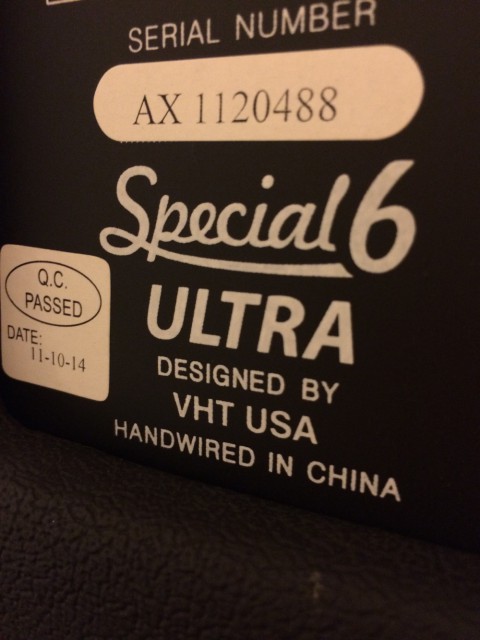 SERIAL NUMBER
AX 1120488
Special 6
ULTRA
Q.C.
PASSED
DATE:
11-10-14
DESIGNED BY
VHT USA
HANDWIRED IN CHINA